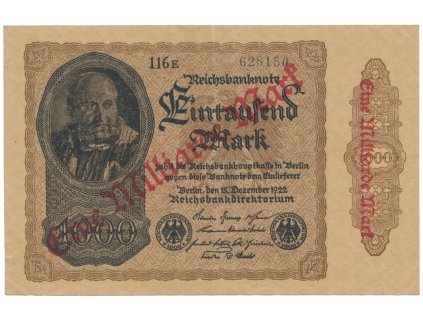 116E 628150
Reichsbanknote
Eintausend
Mark
zahlt die Reichsbankhauptkasse in Berlin
gegen diese Banknote dem Einlieferer
Berlin, den 15. Dezember 1922
Reichsbankdirektorium
Eine Milliarde Mark
1000
Eine Milliarde Mark